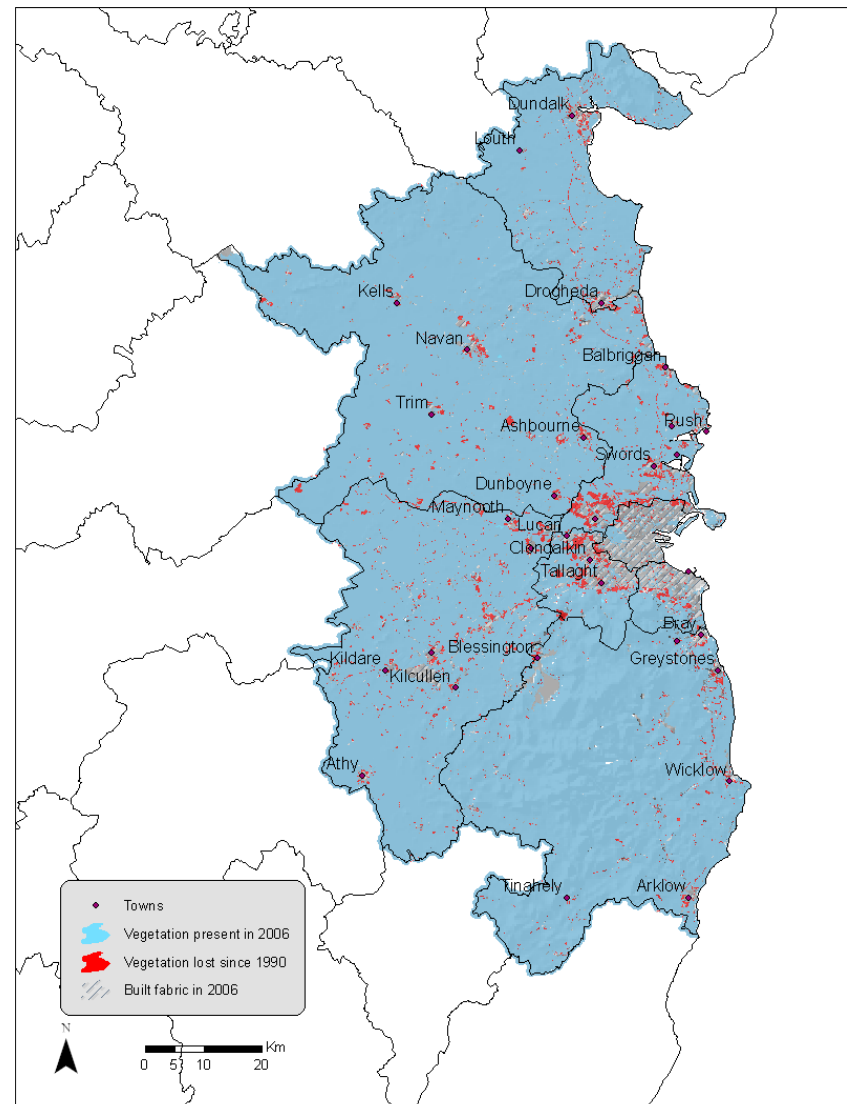 Dundalk
Louth
Kells
Drogheda
Navan
Balbriggan
Trim
Rush
Ashbourne
Swords
Dunboyne
Maynooth
Lucan
Clondalkin
Tallaght
Bray
Blessington
Kildare
Greystones
Kilcullen
Athy
Wicklow
Tinahely
Arklow
Towns
Vegetation present in 2006
Vegetation lost since 1990
Built fabric in 2006
N
Km
0 5 10 20